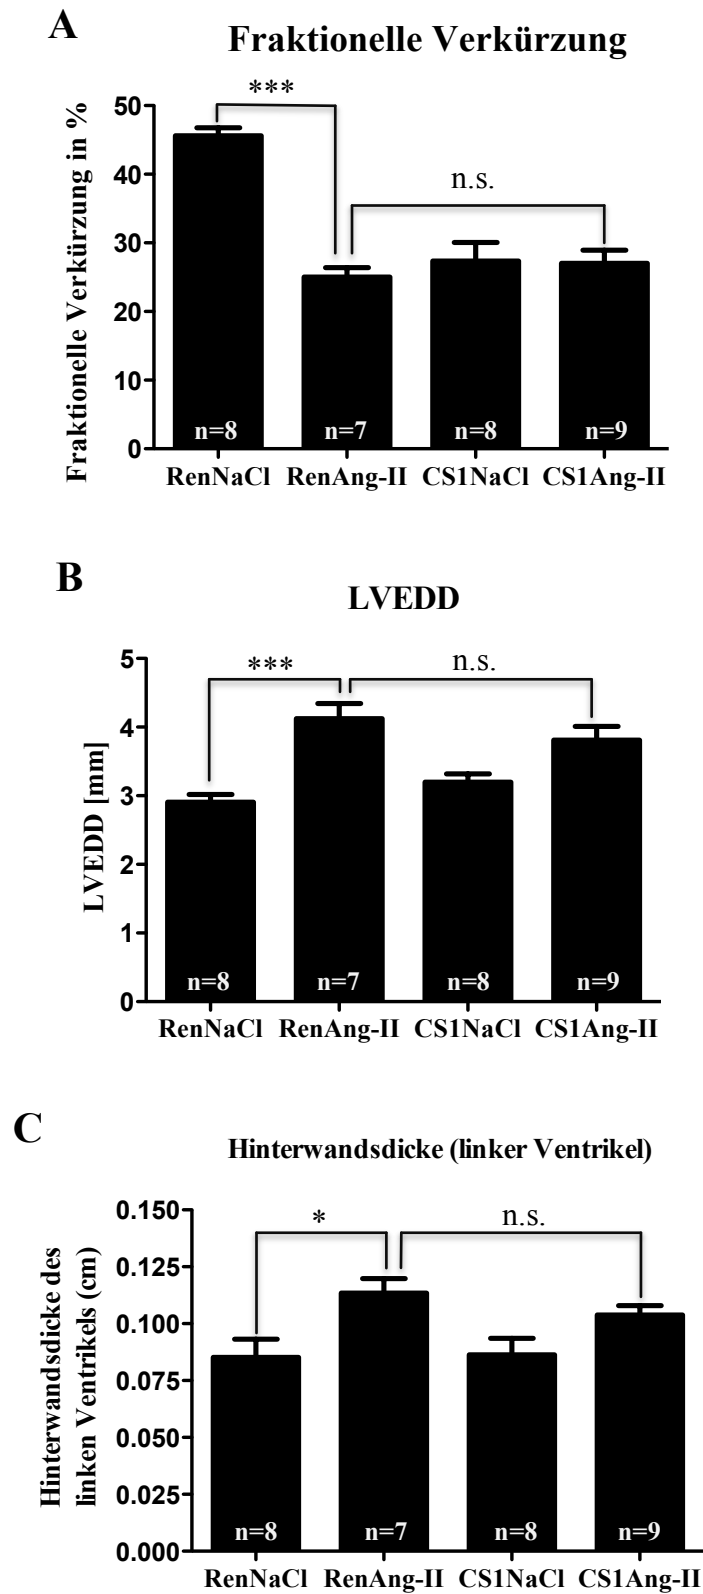 A
Fraktionelle Verkürzung
***
n.s.
Fraktionelle Verkürzung in %
50
40
30
20
10
0
n=8 n=7 n=8 n=9
RenNaCl RenAng-II CS1NaCl CS1Ang-II
B
LVEDD
***
n.s.
LVEDD [mm]
5
4
3
2
1
0
n=8 n=7 n=8 n=9
RenNaCl RenAng-II CS1NaCl CS1Ang-II
C
Hinterwandsdicke (linker Ventrikel)
*
n.s.
Hinterwandsdicke des
linken Ventrikels (cm)
0.150
0.125
0.100
0.075
0.050
0.025
0.000
n=8 n=7 n=8 n=9
RenNaCl RenAng-II CS1NaCl CS1Ang-II